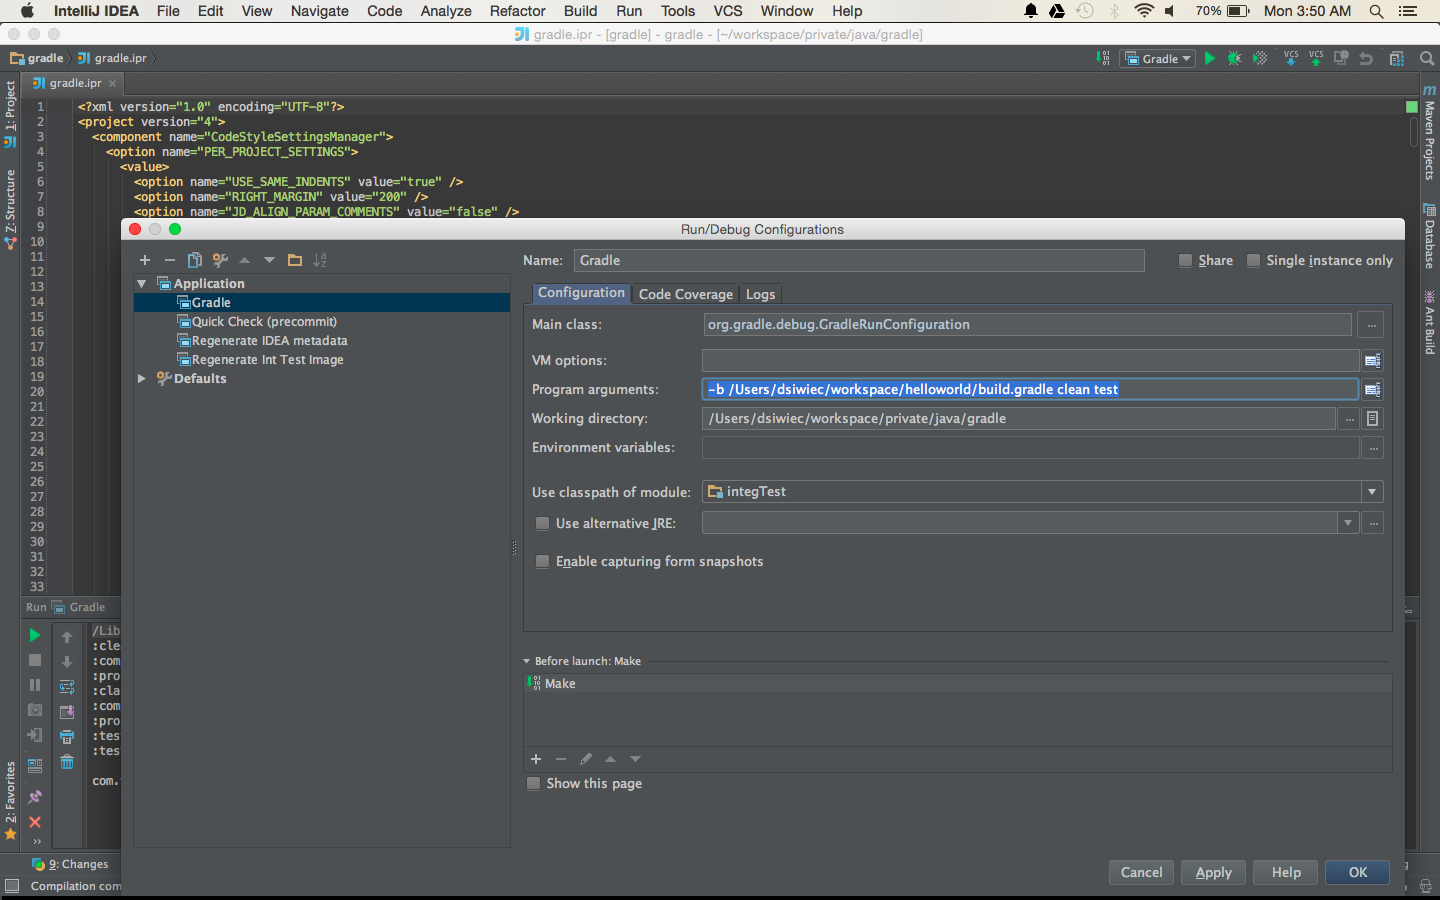 IntelliJ IDEA File Edit View Navigate Code Analyze Refactor Build Run Tools VCS Window Help 70% Mon 3:50 AM
gradle.ipr - [gradle] - gradle - [~/workspace/private/java/gradle]
gradle gradle.ipr Gradle VCS VCS
gradle.ipr
1: Project
Z: Structure
2: Favorites
Maven Projects
Database
Ant Build
1 <?xml version="1.0" encoding="UTF-8"?>
2 <project version="4">
3 <component name="CodeStyleSettingsManager">
4 <option name="PER_PROJECT_SETTINGS">
5 <value>
6 <option name="USE_SAME_INDENTS" value="true" />
7 <option name="RIGHT_MARGIN" value="200" />
8 <option name="JD_ALIGN_PARAM_COMMENTS" value="false" />
9
10
11
12
13
14
15
16
17
18
19
20
21
22
23
24
25
26
27
28
29
30
31
32
33
Run/Debug Configurations
Application
Gradle
Quick Check (precommit)
Regenerate IDEA metadata
Regenerate Int Test Image
Defaults
Name: Gradle Share Single instance only
Configuration Code Coverage Logs
Main class: org.gradle.debug.GradleRunConfiguration ...
VM options:
Program arguments: -b /Users/dsiwiec/workspace/helloworld/build.gradle clean test
Working directory: /Users/dsiwiec/workspace/private/java/gradle ...
Environment variables: ...
Use classpath of module: integTest
Use alternative JRE: ...
Enable capturing form snapshots
Before launch: Make
Make
Show this page
Cancel Apply Help OK
Run Gradle
/Lib
:cle
:com
:pro
:cla
:com
:pro
:tes
:tes
com.
9: Changes
Compilation com